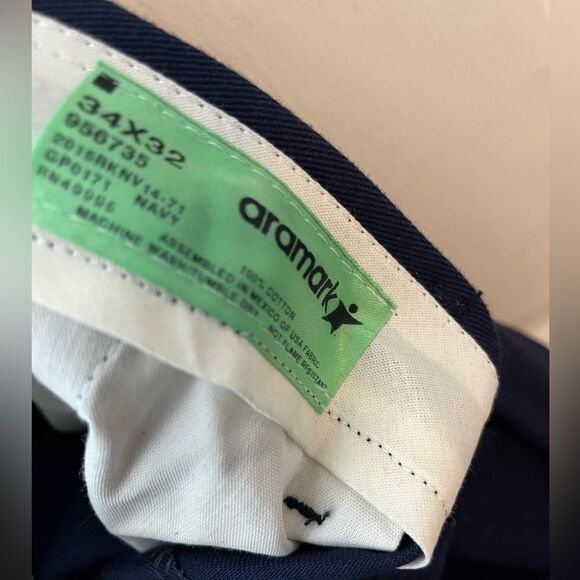 34X32
956735
2015RKNV14-71
GP0171 NAVY
RN49595
aramark
100% COTTON
ASSEMBLED IN MEXICO OF USA FABRIC
MACHINE WASH/TUMBLE DRY
NOT FLAME RESISTANT